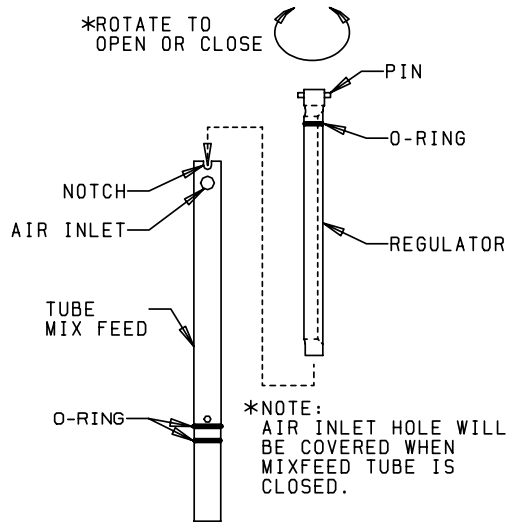 *ROTATE TO
OPEN OR CLOSE
PIN
O-RING
NOTCH
AIR INLET
REGULATOR
TUBE
MIX FEED
O-RING
*NOTE:
AIR INLET HOLE WILL
BE COVERED WHEN
MIXFEED TUBE IS
CLOSED.